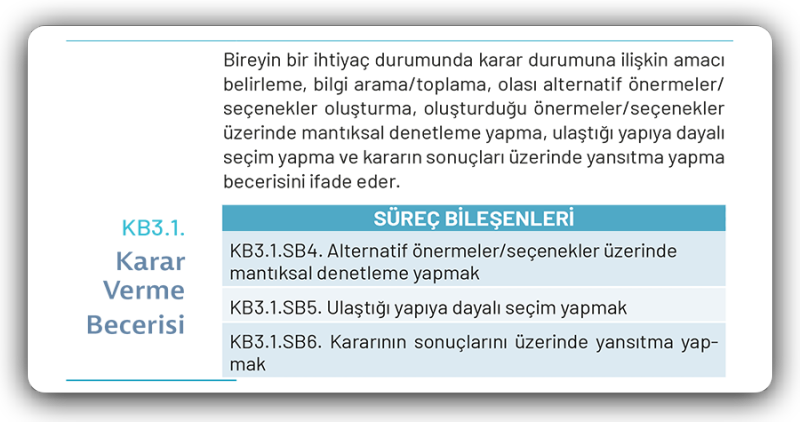 Bireyin bir ihtiyaç durumunda karar durumuna ilişkin amacı
belirleme, bilgi arama/toplama, olası alternatif önermeler/
seçenekler oluşturma, oluşturduğu önermeler/seçenekler
üzerinde mantıksal denetleme yapma, ulaştığı yapıya dayalı
seçim yapma ve kararın sonuçları üzerinde yansıtma yapma
becerisini ifade eder.
KB3.1.
Karar
Verme
Becerisi
SÜREÇ BİLEŞENLERİ
KB3.1.SB4. Alternatif önermeler/seçenekler üzerinde
mantıksal denetleme yapmak
KB3.1.SB5. Ulaştığı yapıya dayalı seçim yapmak
KB3.1.SB6. Kararının sonuçlarını üzerinde yansıtma yap-
mak